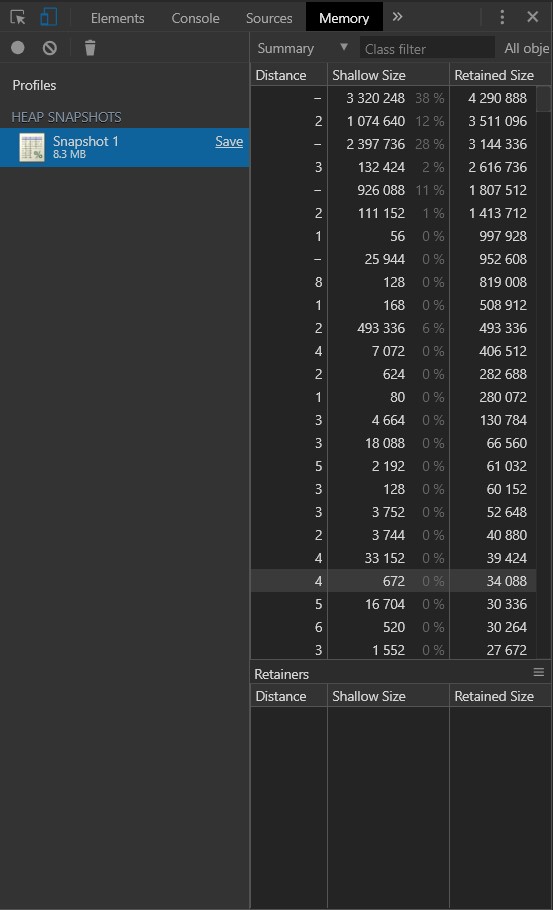 Elements Console Sources Memory »
Summary ▼ Class filter All obje
Profiles
HEAP SNAPSHOTS
Snapshot 1 Save
8.3 MB
Distance Shallow Size Retained Size
– 3 320 248 38 % 4 290 888
2 1 074 640 12 % 3 511 096
– 2 397 736 28 % 3 144 336
3 132 424 2 % 2 616 736
– 926 088 11 % 1 807 512
2 111 152 1 % 1 413 712
1 56 0 % 997 928
– 25 944 0 % 952 608
8 128 0 % 819 008
1 168 0 % 508 912
2 493 336 6 % 493 336
4 7 072 0 % 406 512
2 624 0 % 282 688
1 80 0 % 280 072
3 4 664 0 % 130 784
3 18 088 0 % 66 560
5 2 192 0 % 61 032
3 128 0 % 60 152
3 3 752 0 % 52 648
2 3 744 0 % 40 880
4 33 152 0 % 39 424
4 672 0 % 34 088
5 16 704 0 % 30 336
6 520 0 % 30 264
3 1 552 0 % 27 672
Retainers
Distance Shallow Size Retained Size